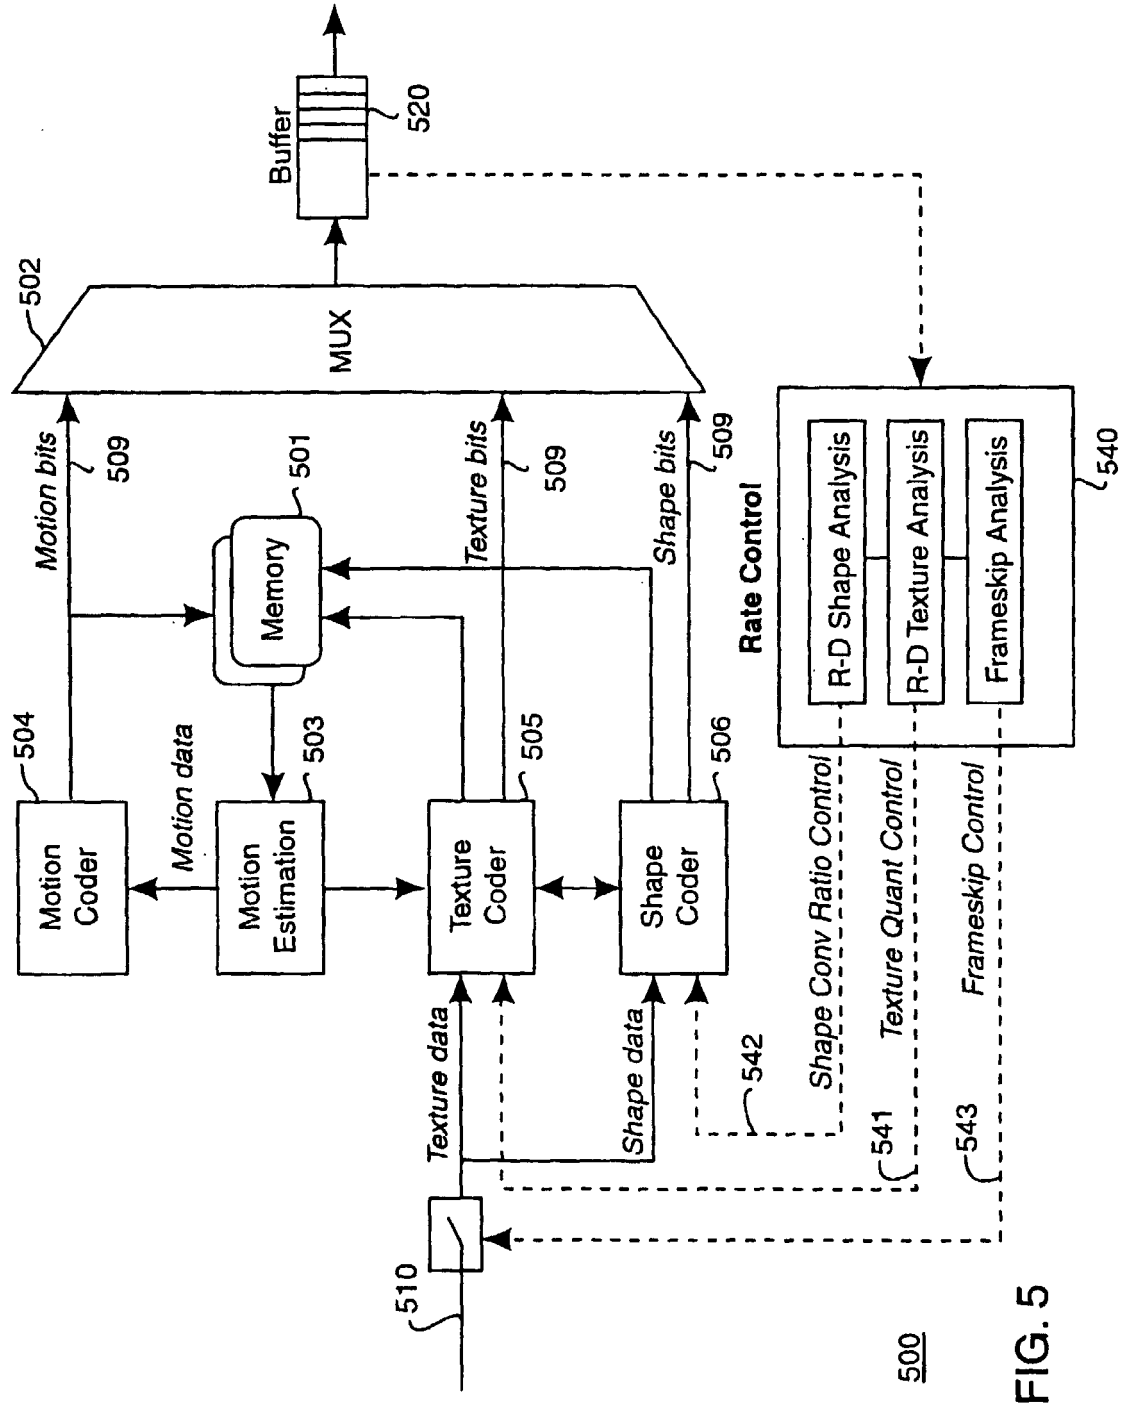 504
Motion
Coder
Motion bits
509
502
Motion data
503
Motion
Estimation
501
Memory
MUX
Buffer
520
510
Texture data
505
Texture
Coder
Texture bits
509
Shape data
506
Shape
Coder
Shape bits
509
542
Shape Conv Ratio Control
541
Texture Quant Control
543
Frameskip Control
Rate Control
R-D Shape Analysis
R-D Texture Analysis
Frameskip Analysis
540
500
FIG. 5